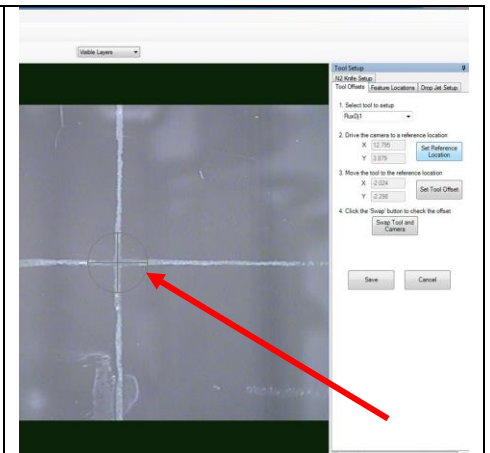 Visible Layers
Tool Setup
N2 Knife Setup
Tool Offsets Feature Locations Drop Jet Setup
1. Select tool to setup
2. Drive the camera to a reference location
X 12.795
Y 3.879
Set Reference Location
3. Move the tool to the reference location
X -2.024
Y -2.298
Set Tool Offset
4. Click the 'Swap' button to check the offset
Swap Tool and Camera
Save Cancel